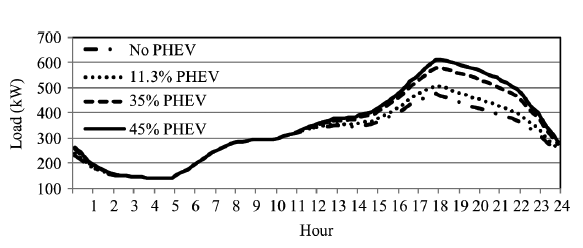 700
600
500
400
300
200
100
Load (kW)
No PHEV
11.3% PHEV
35% PHEV
45% PHEV
1 2 3 4 5 6 7 8 9 10 11 12 13 14 15 16 17 18 19 20 21 22 23 24
Hour